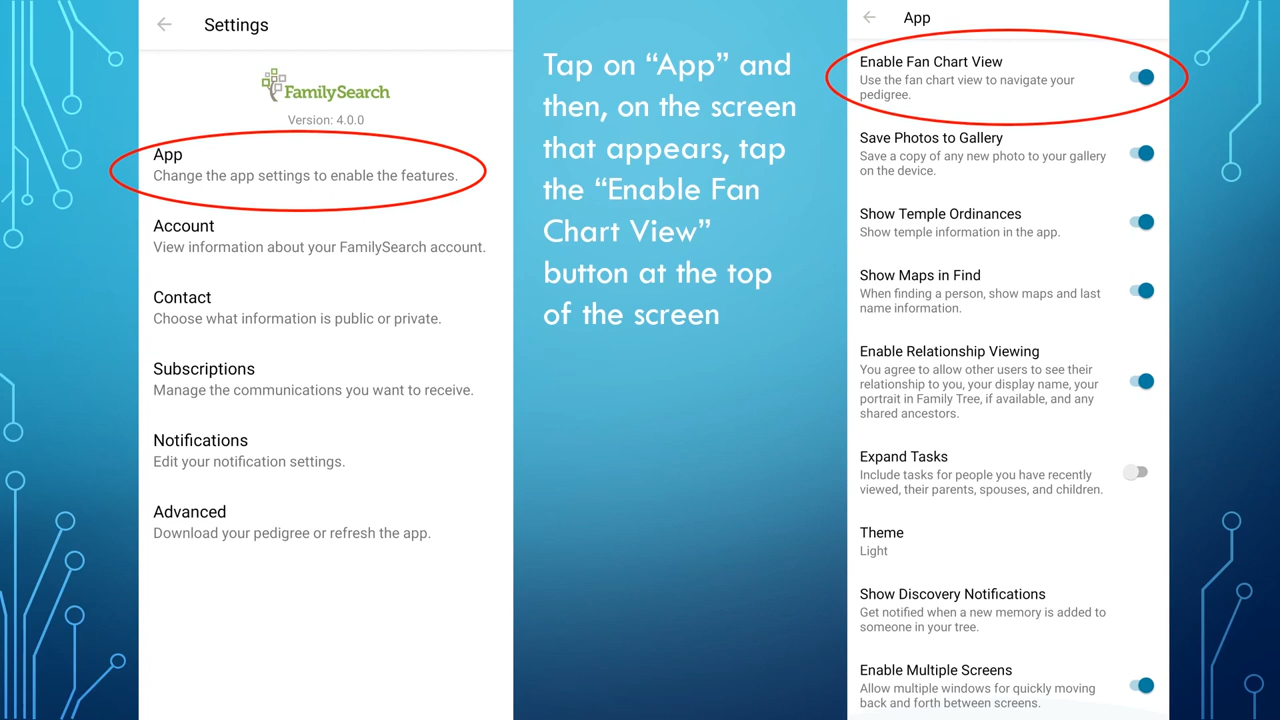 Settings
FamilySearch
Version: 4.0.0
App
Change the app settings to enable the features.
Account
View information about your FamilySearch account.
Contact
Choose what information is public or private.
Subscriptions
Manage the communications you want to receive.
Notifications
Edit your notification settings.
Advanced
Download your pedigree or refresh the app.
Tap on “App” and
then, on the screen
that appears, tap
the “Enable Fan
Chart View”
button at the top
of the screen
App
Enable Fan Chart View
Use the fan chart view to navigate your
pedigree.
Save Photos to Gallery
Save a copy of any new photo to your gallery
on the device.
Show Temple Ordinances
Show temple information in the app.
Show Maps in Find
When finding a person, show maps and last
name information.
Enable Relationship Viewing
You agree to allow other users to see their
relationship to you, your display name, your
portrait in Family Tree, if available, and any
shared ancestors.
Expand Tasks
Include tasks for people you have recently
viewed, their parents, spouses, and children.
Theme
Light
Show Discovery Notifications
Get notified when a new memory is added to
someone in your tree.
Enable Multiple Screens
Allow multiple windows for quickly moving
back and forth between screens.